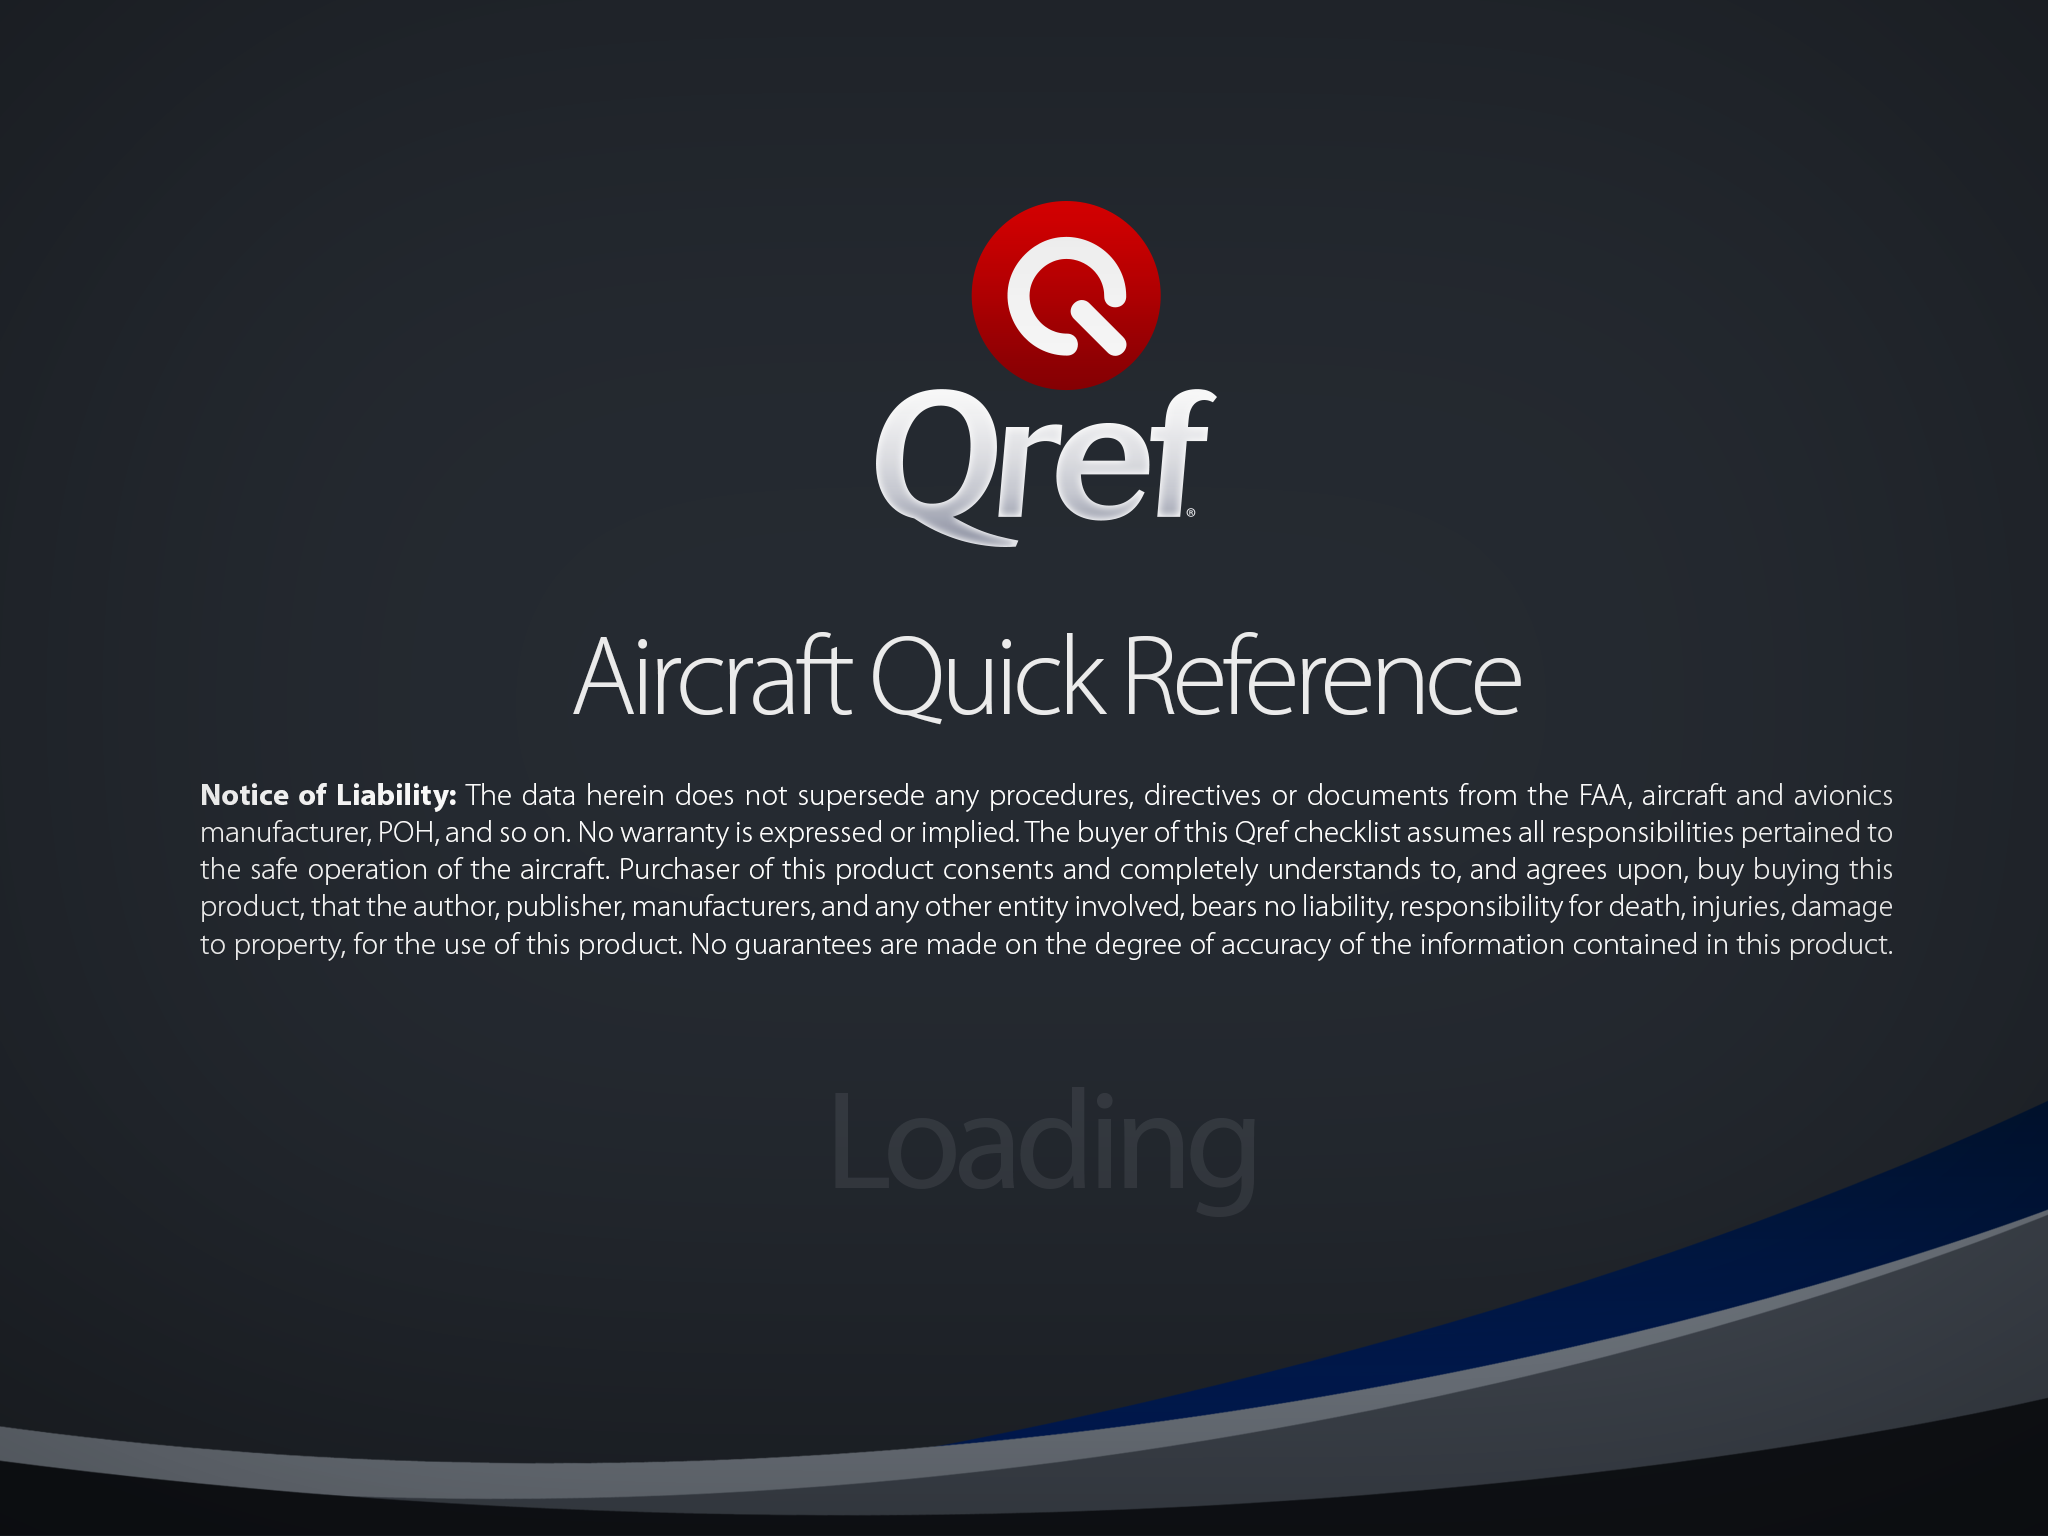 Qref®
Aircraft Quick Reference
Notice of Liability: The data herein does not supersede any procedures, directives or documents from the FAA, aircraft and avionics
manufacturer, POH, and so on. No warranty is expressed or implied. The buyer of this Qref checklist assumes all responsibilities pertained to
the safe operation of the aircraft. Purchaser of this product consents and completely understands to, and agrees upon, buy buying this
product, that the author, publisher, manufacturers, and any other entity involved, bears no liability, responsibility for death, injuries, damage
to property, for the use of this product. No guarantees are made on the degree of accuracy of the information contained in this product.
Loading